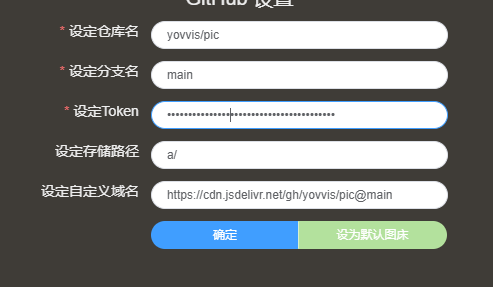 GitHub 设置
* 设定仓库名 yovvis/pic
* 设定分支名 main
* 设定Token ••••••••••••••••••••••••••••••••••••••••
设定存储路径 a/
设定自定义域名 https://cdn.jsdelivr.net/gh/yovvis/pic@main
确定 设为默认图床